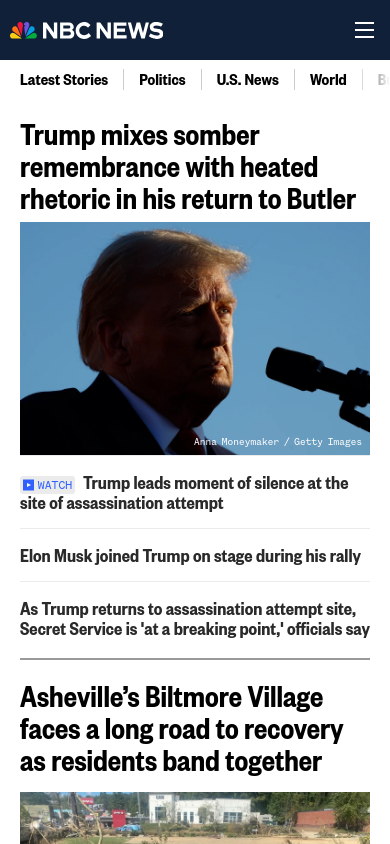 NBC NEWS
Latest Stories
Politics
U.S. News
World
Trump mixes somber
remembrance with heated
rhetoric in his return to Butler
Anna Moneymaker / Getty Images
WATCH Trump leads moment of silence at the
site of assassination attempt
Elon Musk joined Trump on stage during his rally
As Trump returns to assassination attempt site,
Secret Service is 'at a breaking point,' officials say
Asheville’s Biltmore Village
faces a long road to recovery
as residents band together